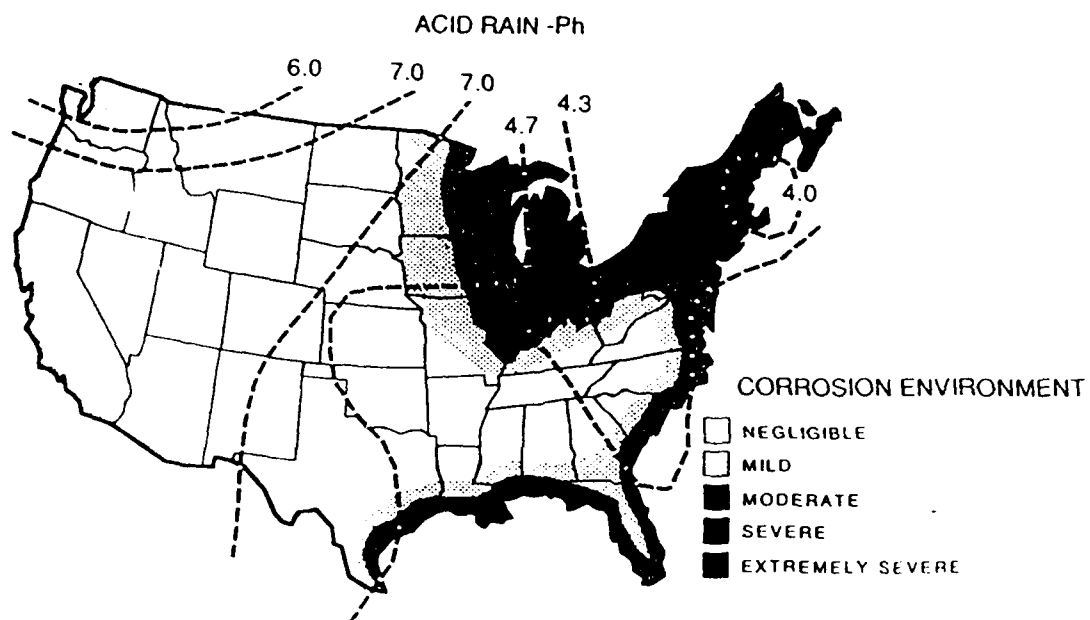 ACID RAIN -Ph
6.0
7.0
7.0
4.7
4.3
4.0
CORROSION ENVIRONMENT
NEGLIGIBLE
MILD
MODERATE
SEVERE
EXTREMELY SEVERE